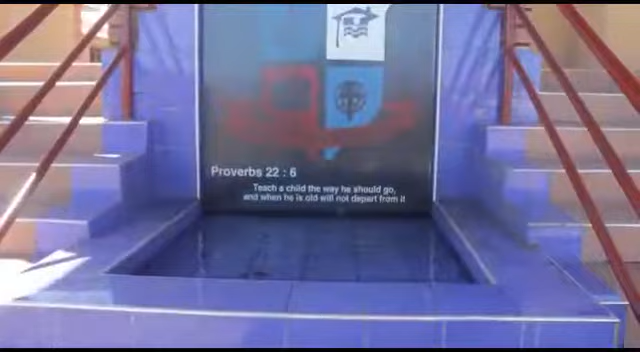 Proverbs 22 : 6
Teach a child the way he should go,
and when he is old will not depart from it